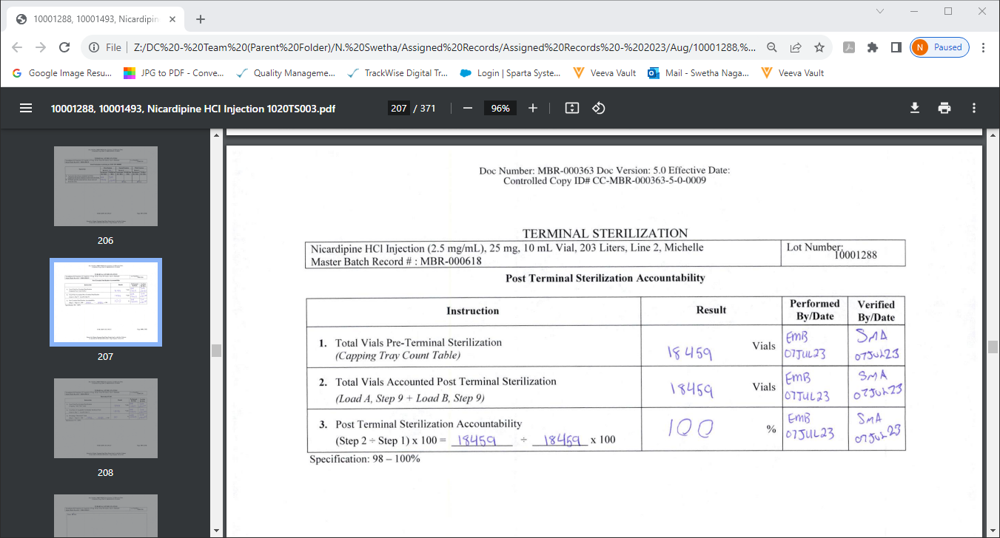 10001288, 10001493, Nicardipin
File
Z:/DC%20-%20Team%20(Parent%20Folder)/N.%20Swetha/Assigned%20Records/Assigned%20Records%20-%202023/Aug/10001288,%...
N
Paused
Google Image Resu...
JPG to PDF - Conve...
Quality Manageme...
TrackWise Digital Tr...
Login | Sparta Syste...
Veeva Vault
Mail - Swetha Naga...
Veeva Vault
10001288, 10001493, Nicardipine HCI Injection 1020TS003.pdf
207 / 371
96%
206
207
208
Doc Number: MBR-000363 Doc Version: 5.0 Effective Date:
Controlled Copy ID# CC-MBR-000363-5-0-0009
TERMINAL STERILIZATION
Nicardipine HCl Injection (2.5 mg/mL), 25 mg, 10 mL Vial, 203 Liters, Line 2, Michelle
Master Batch Record # : MBR-000618
Lot Number:
10001288
Post Terminal Sterilization Accountability
Instruction
Result
Performed
By/Date
Verified
By/Date
1. Total Vials Pre-Terminal Sterilization
(Capping Tray Count Table)
18459 Vials
EMB
07JUL23
SMA
07JUL23
2. Total Vials Accounted Post Terminal Sterilization
(Load A, Step 9 + Load B, Step 9)
18459 Vials
EMB
07JUL23
SMA
07JUL23
3. Post Terminal Sterilization Accountability
(Step 2 ÷ Step 1) x 100 = 18459 ÷ 18459 x 100
100 %
EMB
07JUL23
SMA
07JUL23
Specification: 98 – 100%